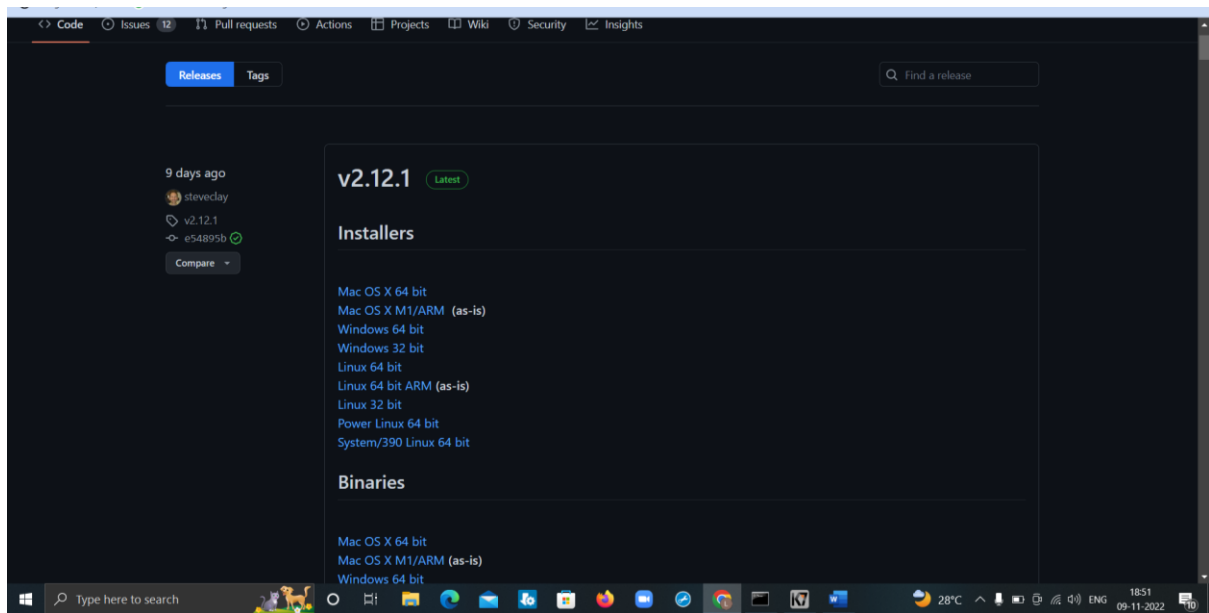 Code Issues 12 Pull requests Actions Projects Wiki Security Insights
Releases Tags
Find a release
9 days ago
steveclay
v2.12.1
e54895b
Compare
v2.12.1 Latest
Installers
Mac OS X 64 bit
Mac OS X M1/ARM (as-is)
Windows 64 bit
Windows 32 bit
Linux 64 bit
Linux 64 bit ARM (as-is)
Linux 32 bit
Power Linux 64 bit
System/390 Linux 64 bit
Binaries
Mac OS X 64 bit
Mac OS X M1/ARM (as-is)
Windows 64 bit
Type here to search
28°C
ENG
18:51
09-11-2022
10